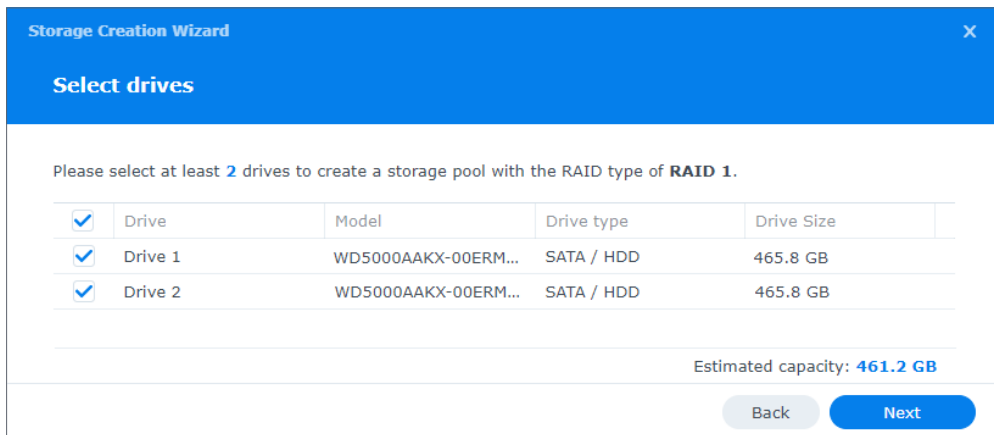 Storage Creation Wizard
Select drives
Please select at least 2 drives to create a storage pool with the RAID type of RAID 1.
Drive Model Drive type Drive Size
Drive 1 WD5000AAKX-00ERM... SATA / HDD 465.8 GB
Drive 2 WD5000AAKX-00ERM... SATA / HDD 465.8 GB
Estimated capacity: 461.2 GB
Back Next